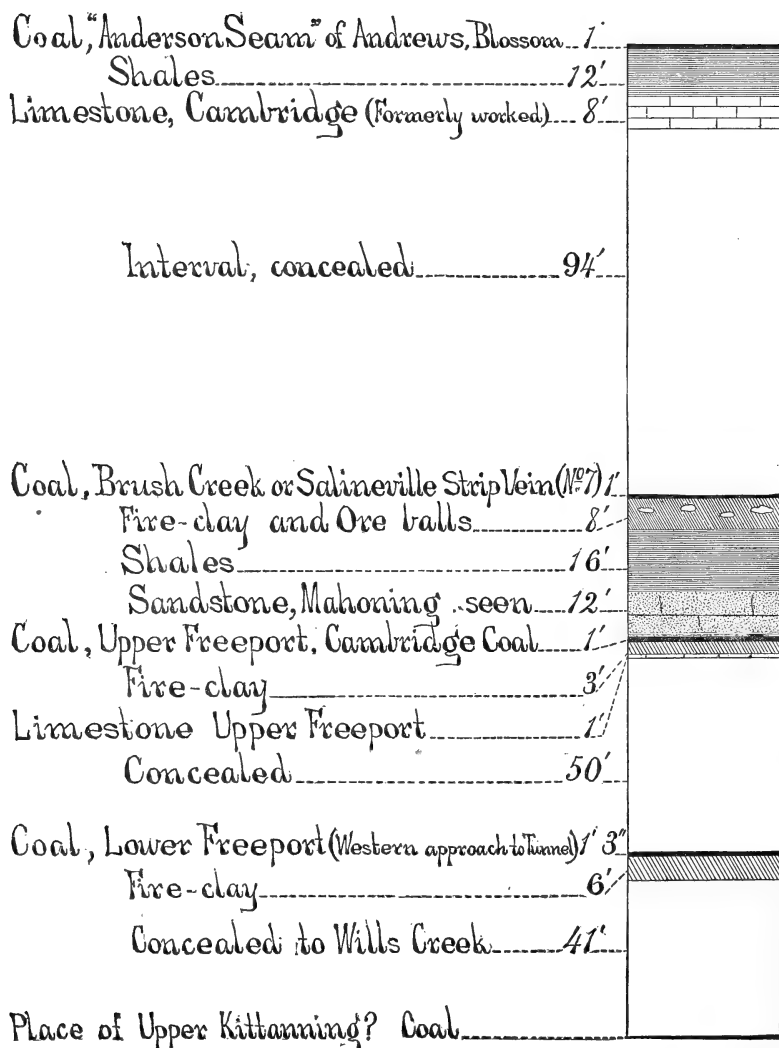 Coal, "Anderson Seam" of Andrews, Blossom 1'
Shales 12'
Limestone, Cambridge (Formerly worked) 8'
Interval, concealed 94'
Coal, Brush Creek or Salineville Strip Vein (Nº 7) 1'
Fire-clay and Ore balls 8'
Shales 16'
Sandstone, Mahoning seen 12'
Coal, Upper Freeport, Cambridge Coal 1'
Fire-clay 3'
Limestone Upper Freeport 1'
Concealed 50'
Coal, Lower Freeport (Western approach to Tunnel) 1' 3"
Fire-clay 6'
Concealed to Wills Creek 41'
Place of Upper Kittanning? Coal